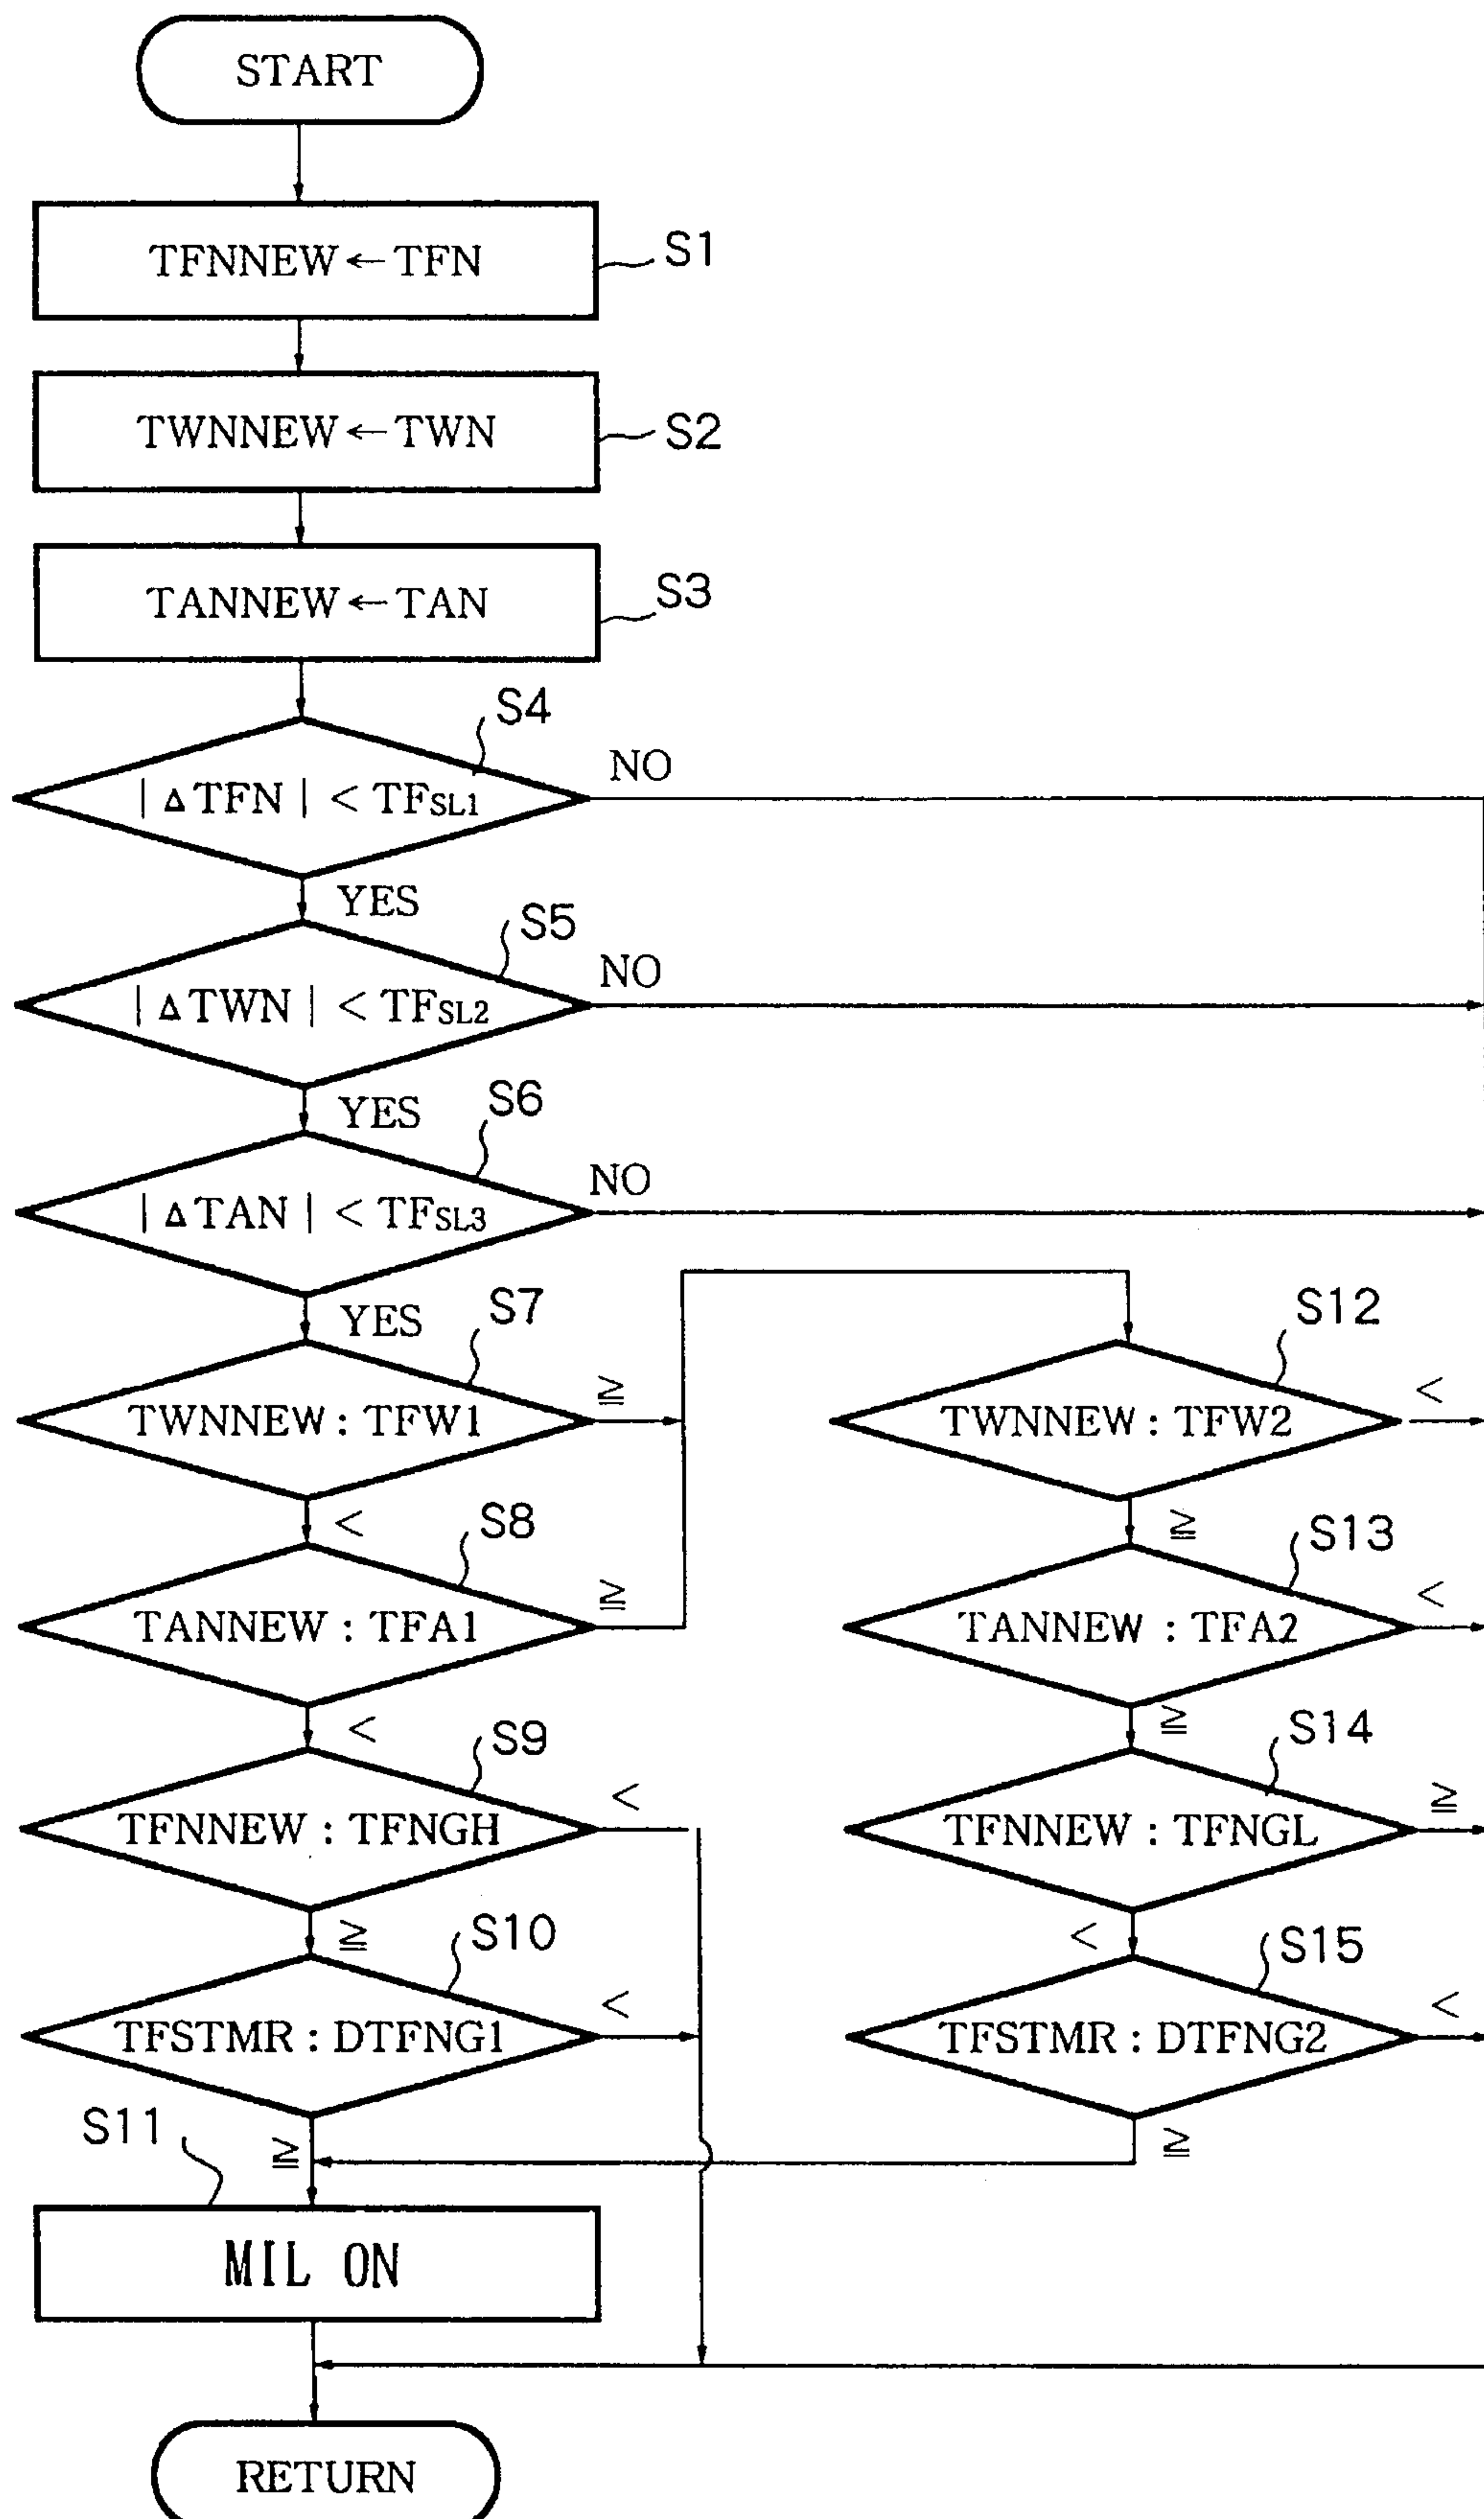 START
TFNNEW←TFN
S1
TWNNEW←TWN
S2
TANNEW←TAN
S3
S4
|ΔTFN| < TFSL1
NO
YES
S5
|ΔTWN| < TFSL2
NO
YES
S6
|ΔTAN| < TFSL3
NO
YES
S7
TWNNEW : TFW1
≧
<
S12
TWNNEW : TFW2
<
≧
S8
TANNEW : TFA1
≧
<
S13
TANNEW : TFA2
<
≧
S9
TFNNEW : TFNGH
<
≧
S14
TFNNEW : TFNGL
≧
<
S10
TFSTMR : DTFNG1
<
≧
S15
TFSTMR : DTFNG2
<
≧
S11
MIL ON
RETURN